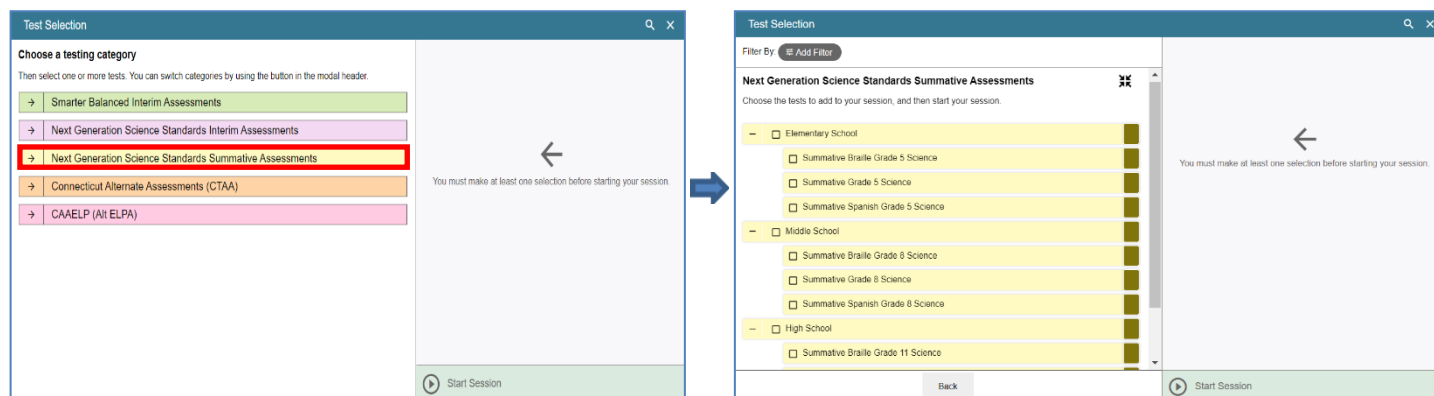 Test Selection
Choose a testing category
Then select one or more tests. You can switch categories by using the button in the modal header.
Smarter Balanced Interim Assessments
Next Generation Science Standards Interim Assessments
Next Generation Science Standards Summative Assessments
Connecticut Alternate Assessments (CTAA)
CAAELP (Alt ELPA)
You must make at least one selection before starting your session.
Start Session
Test Selection
Filter By: Add Filter
Next Generation Science Standards Summative Assessments
Choose the tests to add to your session, and then start your session.
Elementary School
Summative Braille Grade 5 Science
Summative Grade 5 Science
Summative Spanish Grade 5 Science
Middle School
Summative Braille Grade 8 Science
Summative Grade 8 Science
Summative Spanish Grade 8 Science
High School
Summative Braille Grade 11 Science
Back
You must make at least one selection before starting your session.
Start Session